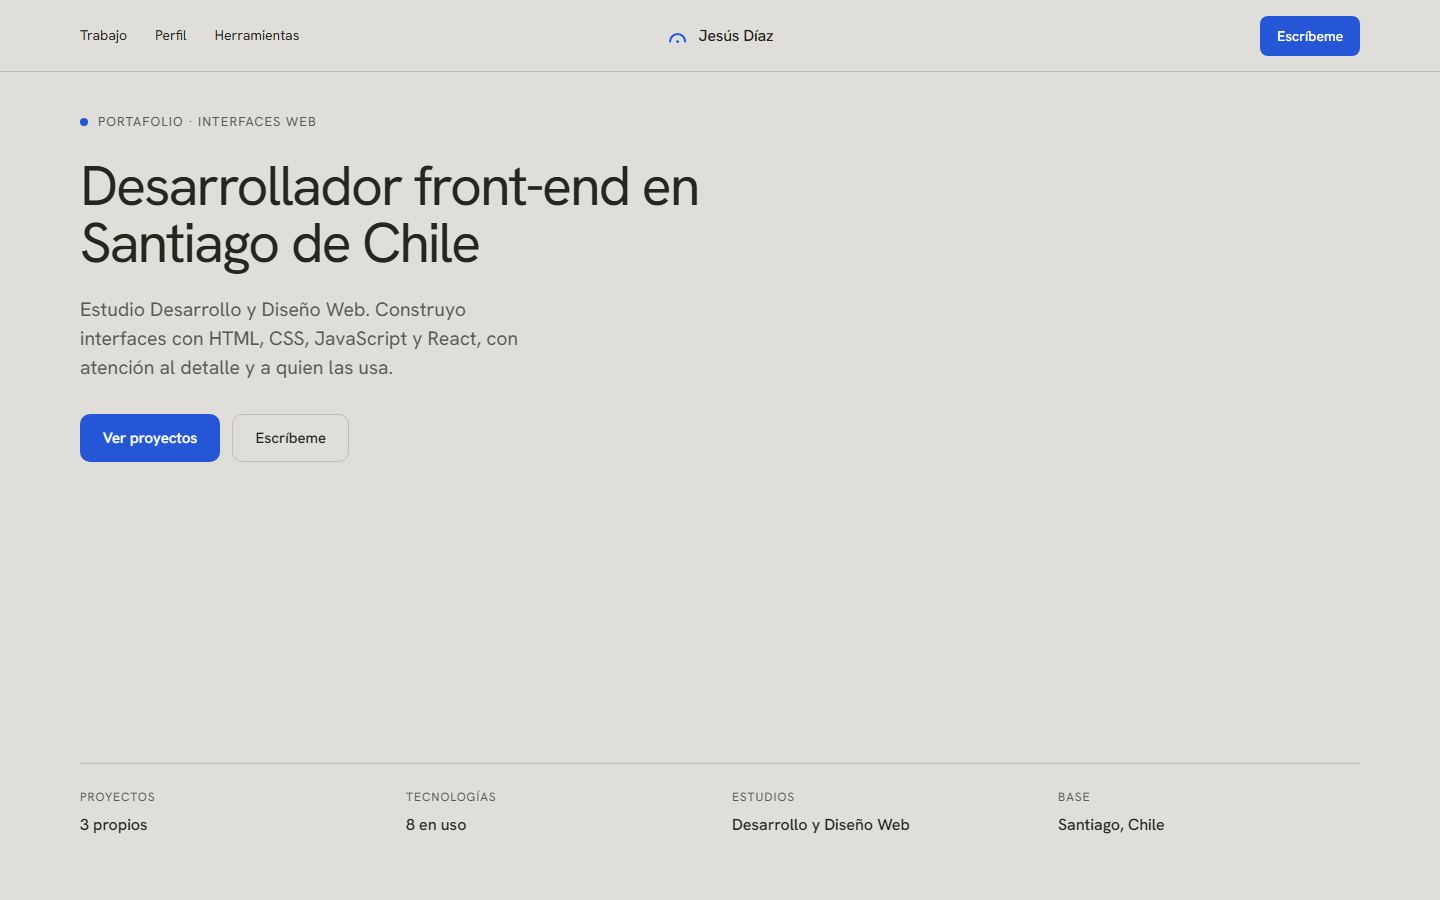 Trabajo Perfil Herramientas Jesús Díaz Escríbeme
PORTAFOLIO · INTERFACES WEB
Desarrollador front-end en
Santiago de Chile
Estudio Desarrollo y Diseño Web. Construyo
interfaces con HTML, CSS, JavaScript y React, con
atención al detalle y a quien las usa.
Ver proyectos Escríbeme
PROYECTOS TECNOLOGÍAS ESTUDIOS BASE
3 propios 8 en uso Desarrollo y Diseño Web Santiago, Chile